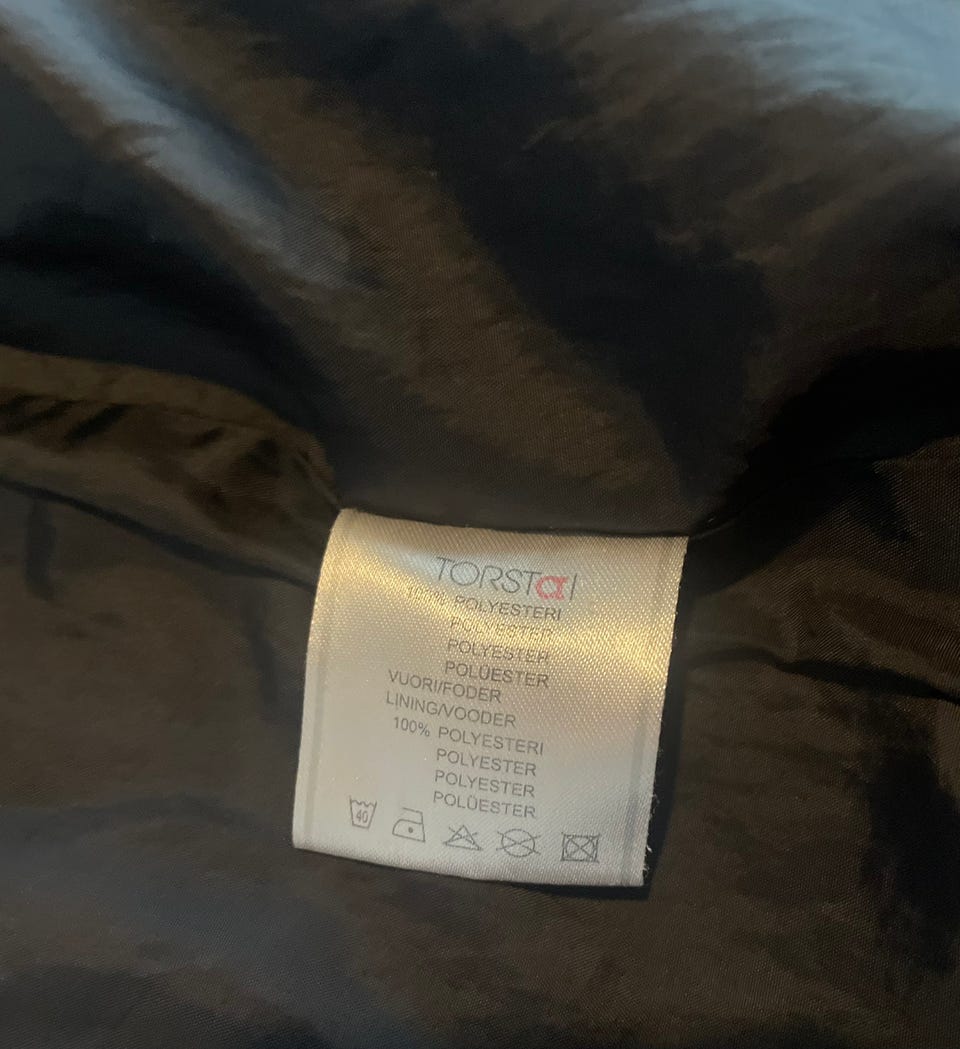 TORSTaI
100% POLYESTERI
POLYESTER
POLYESTER
POLÜESTER
VUORI/FODER
LINING/VOODER
100% POLYESTERI
POLYESTER
POLYESTER
POLÜESTER
40